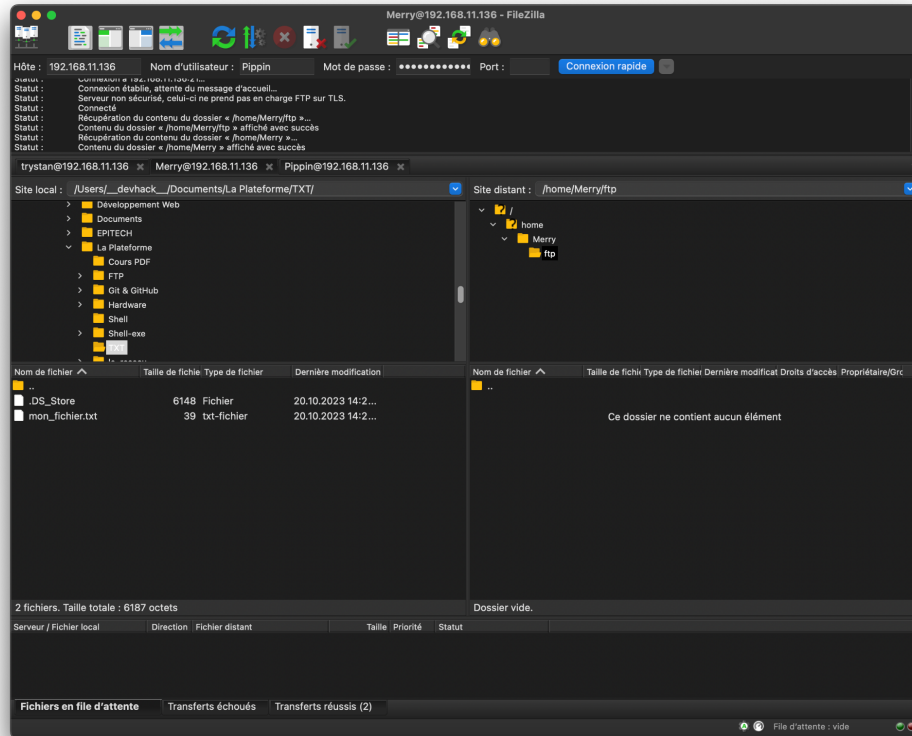 Merry@192.168.11.136 - FileZilla
Hôte : 192.168.11.136 Nom d'utilisateur : Pippin Mot de passe : ●●●●●●●●●●●● Port : Connexion rapide
Statut : Connexion à 192.168.11.136:21...
Statut : Connexion établie, attente du message d'accueil...
Statut : Serveur non sécurisé, celui-ci ne prend pas en charge FTP sur TLS.
Statut : Connecté
Statut : Récupération du contenu du dossier « /home/Merry/ftp »...
Statut : Contenu du dossier « /home/Merry/ftp » affiché avec succès
Statut : Récupération du contenu du dossier « /home/Merry »...
Statut : Contenu du dossier « /home/Merry » affiché avec succès
trystan@192.168.11.136 Merry@192.168.11.136 Pippin@192.168.11.136
Site local : /Users/__devhack__/Documents/La Plateforme/TXT/
Développement Web
Documents
EPITECH
La Plateforme
Cours PDF
FTP
Git & GitHub
Hardware
Shell
Shell-exe
TXT
Site distant : /home/Merry/ftp
/
home
Merry
ftp
Nom de fichier Taille de fichie Type de fichier Dernière modification
..
.DS_Store 6148 Fichier 20.10.2023 14:2...
mon_fichier.txt 39 txt-fichier 20.10.2023 14:2...
2 fichiers. Taille totale : 6187 octets
Nom de fichier Taille de fichi Type de fichier Dernière modificat Droits d'accès Propriétaire/Grc
..
Ce dossier ne contient aucun élément
Dossier vide.
Serveur / Fichier local Direction Fichier distant Taille Priorité Statut
Fichiers en file d'attente Transferts échoués Transferts réussis (2)
File d'attente : vide